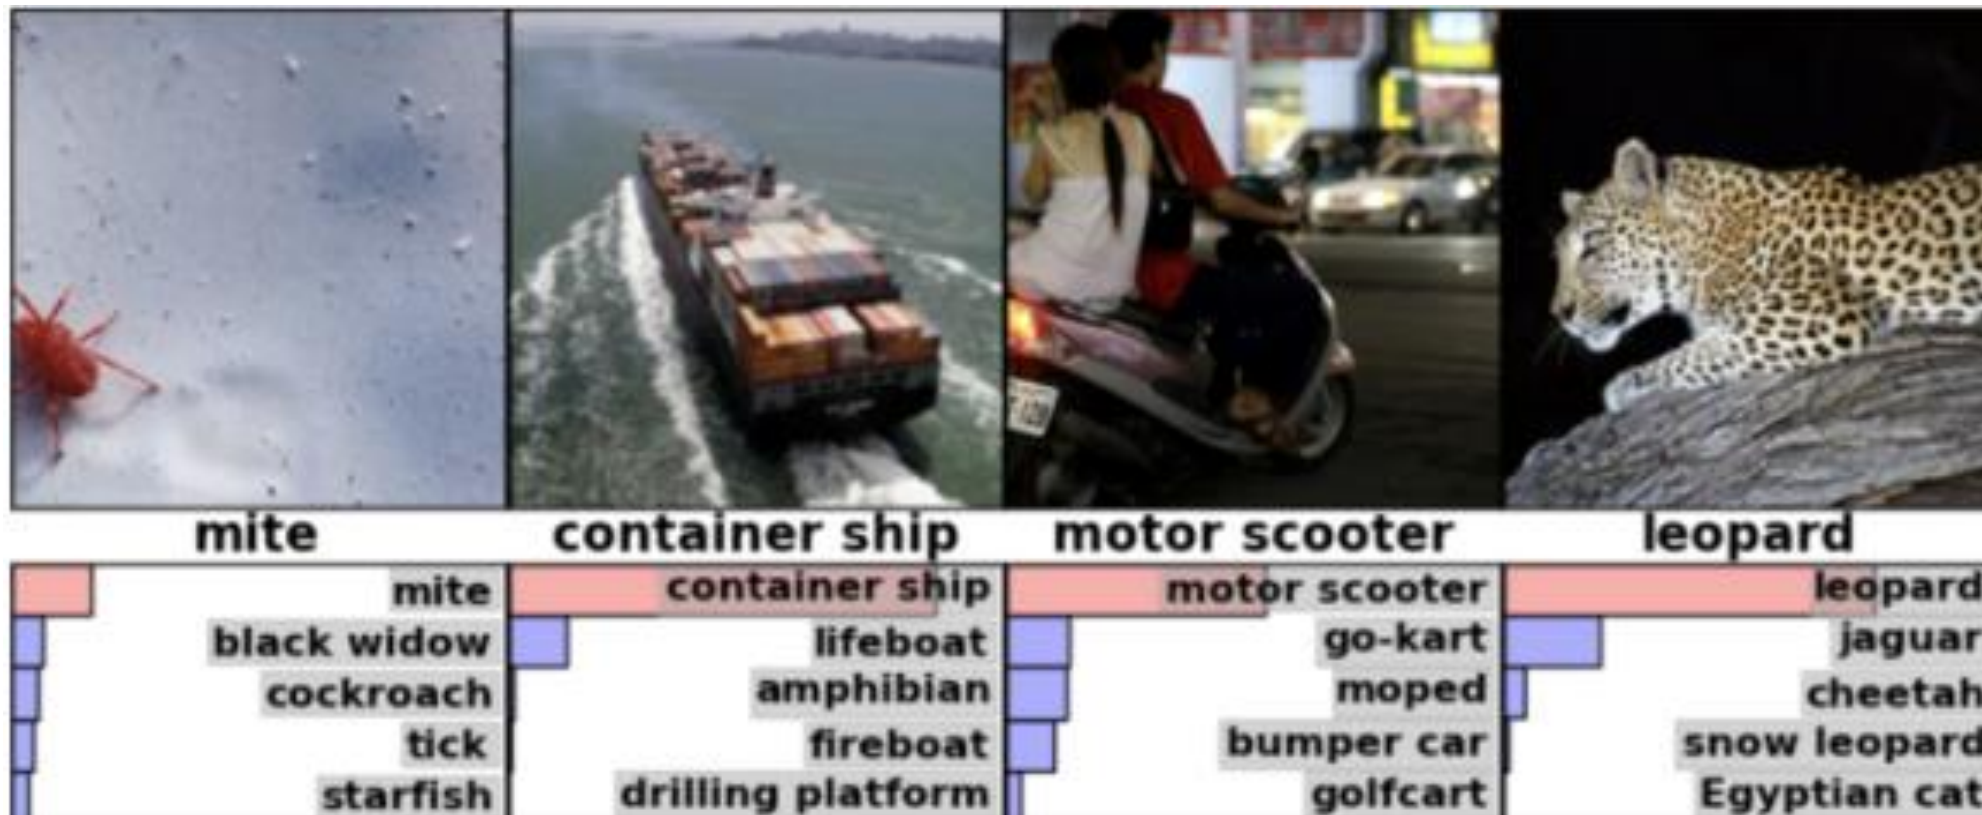 mite
container ship
motor scooter
leopard
mite
black widow
cockroach
tick
starfish
container ship
lifeboat
amphibian
fireboat
drilling platform
motor scooter
go-kart
moped
bumper car
golfcart
leopard
jaguar
cheetah
snow leopard
Egyptian cat